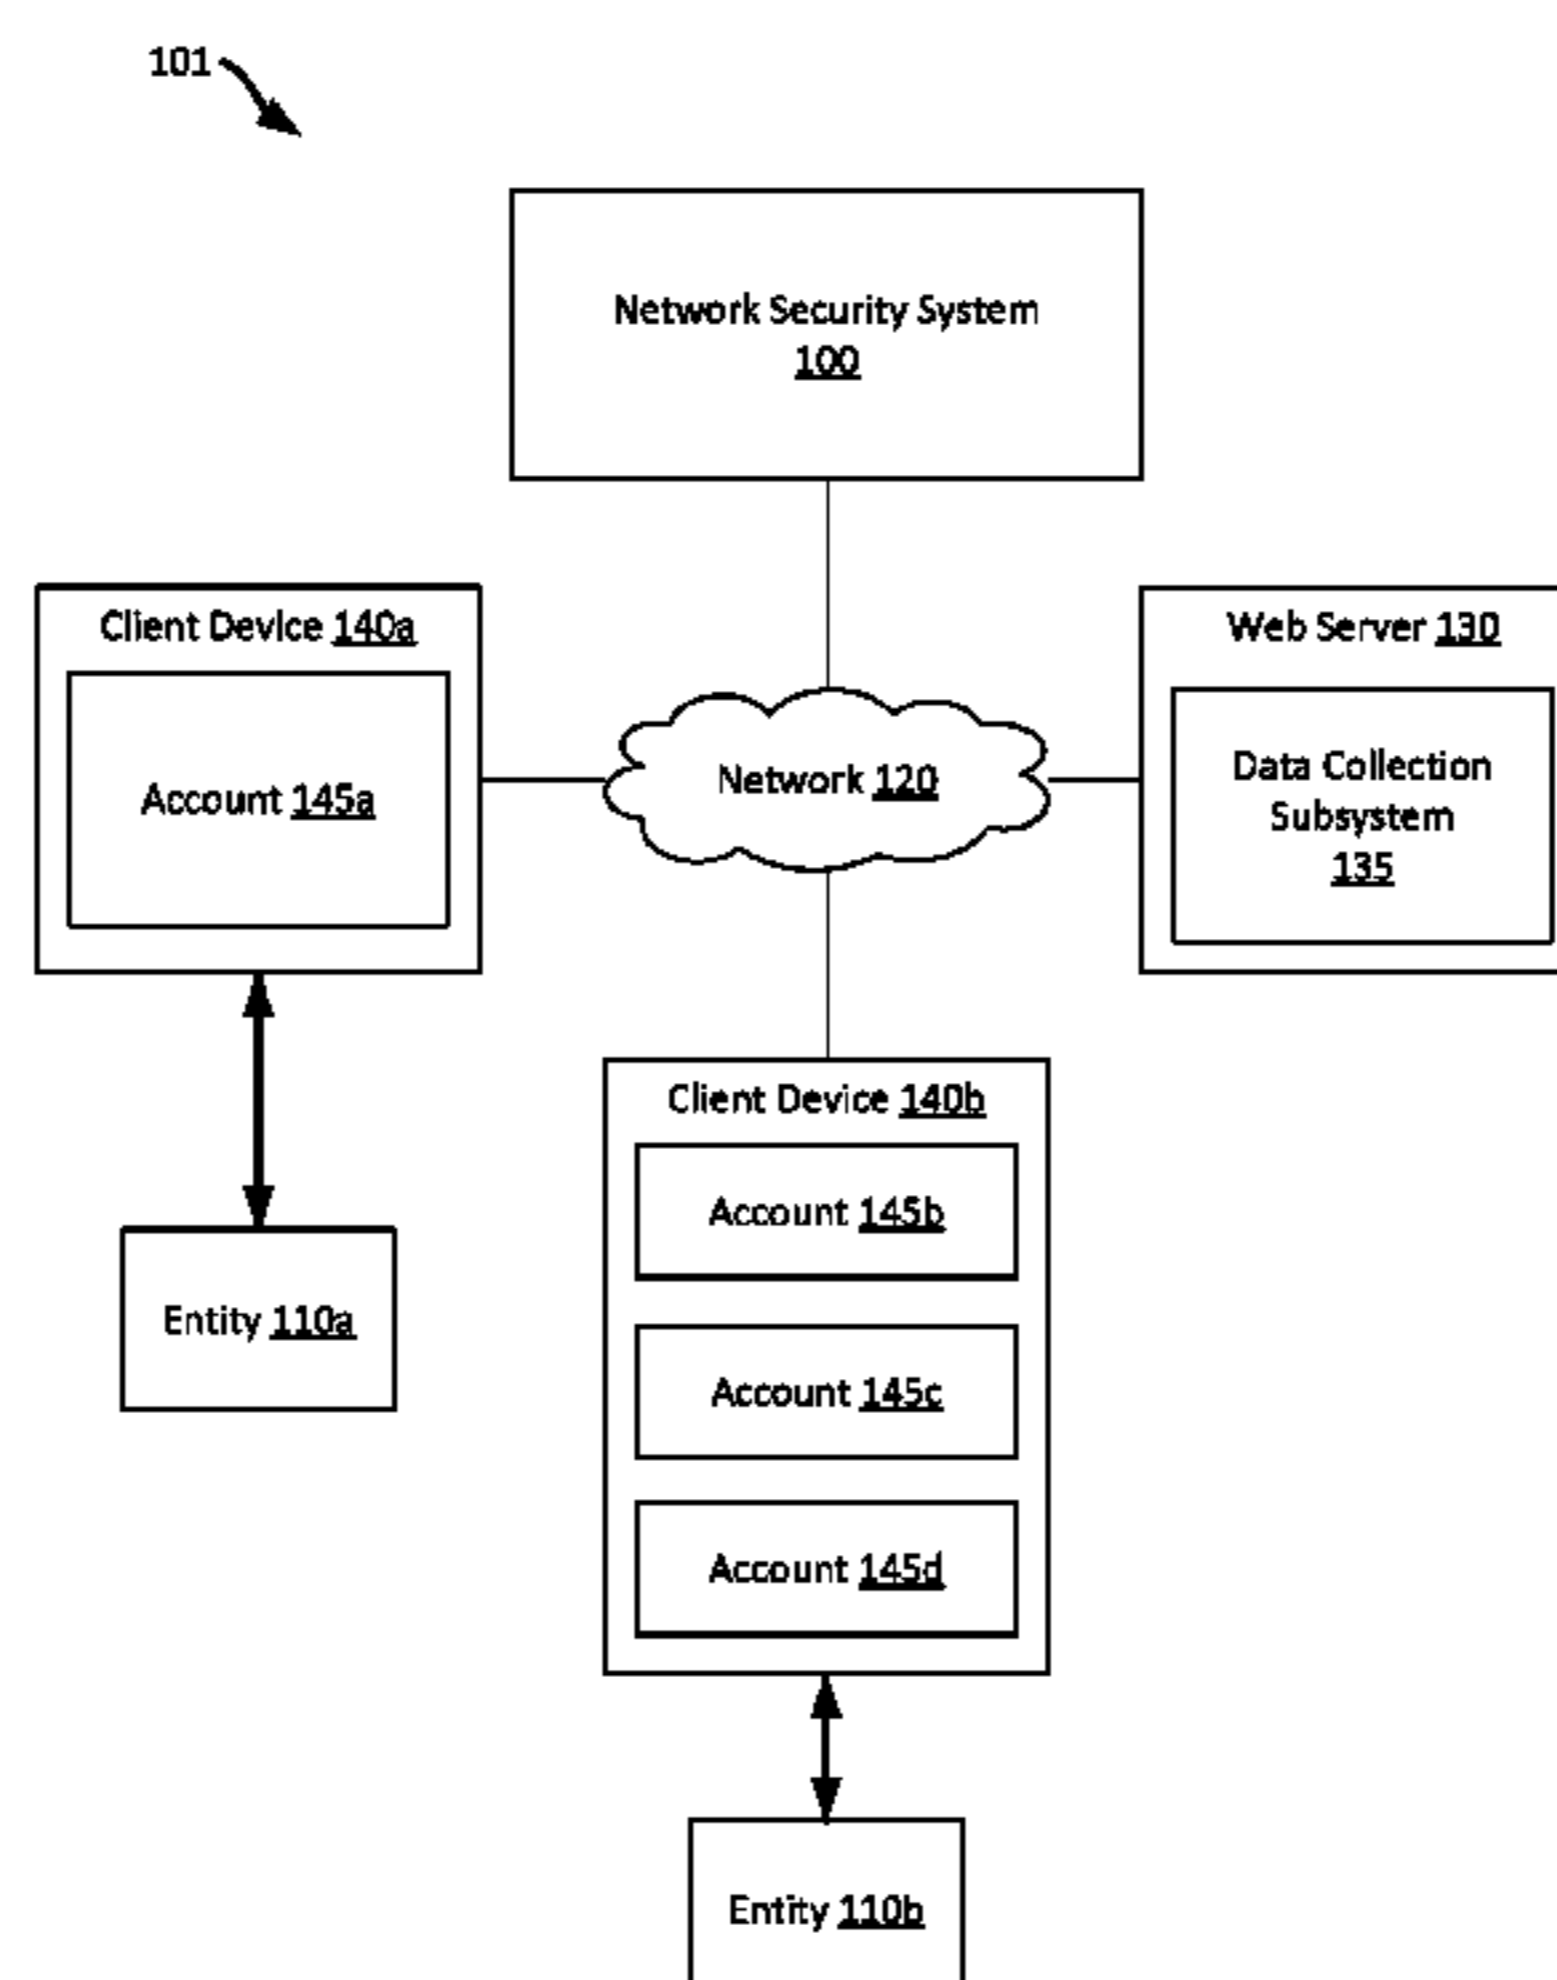 101
Network Security System
100
Client Device 140a
Account 145a
Network 120
Web Server 130
Data Collection
Subsystem
135
Client Device 140b
Account 145b
Account 145c
Account 145d
Entity 110a
Entity 110b